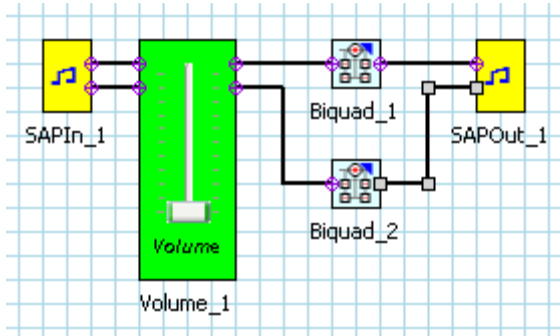 Biquad_1
SAPIn_1
SAPOut_1
Volume
Biquad_2
Volume_1